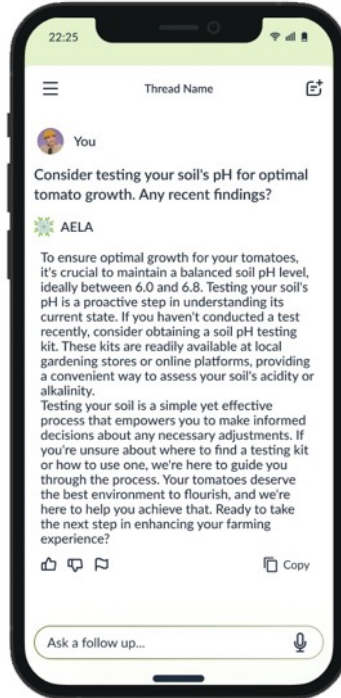 22:25
Thread Name
You
Consider testing your soil's pH for optimal
tomato growth. Any recent findings?
AELA
To ensure optimal growth for your tomatoes,
it's crucial to maintain a balanced soil pH level,
ideally between 6.0 and 6.8. Testing your soil's
pH is a proactive step in understanding its
current state. If you haven't conducted a test
recently, consider obtaining a soil pH testing
kit. These kits are readily available at local
gardening stores or online platforms, providing
a convenient way to assess your soil's acidity or
alkalinity.
Testing your soil is a simple yet effective
process that empowers you to make informed
decisions about any necessary adjustments. If
you're unsure about where to find a testing kit
or how to use one, we're here to guide you
through the process. Your tomatoes deserve
the best environment to flourish, and we're
here to help you achieve that. Ready to take
the next step in enhancing your farming
experience?
Copy
Ask a follow up...